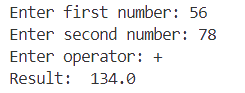 Enter first number: 56
Enter second number: 78
Enter operator: +
Result:  134.0